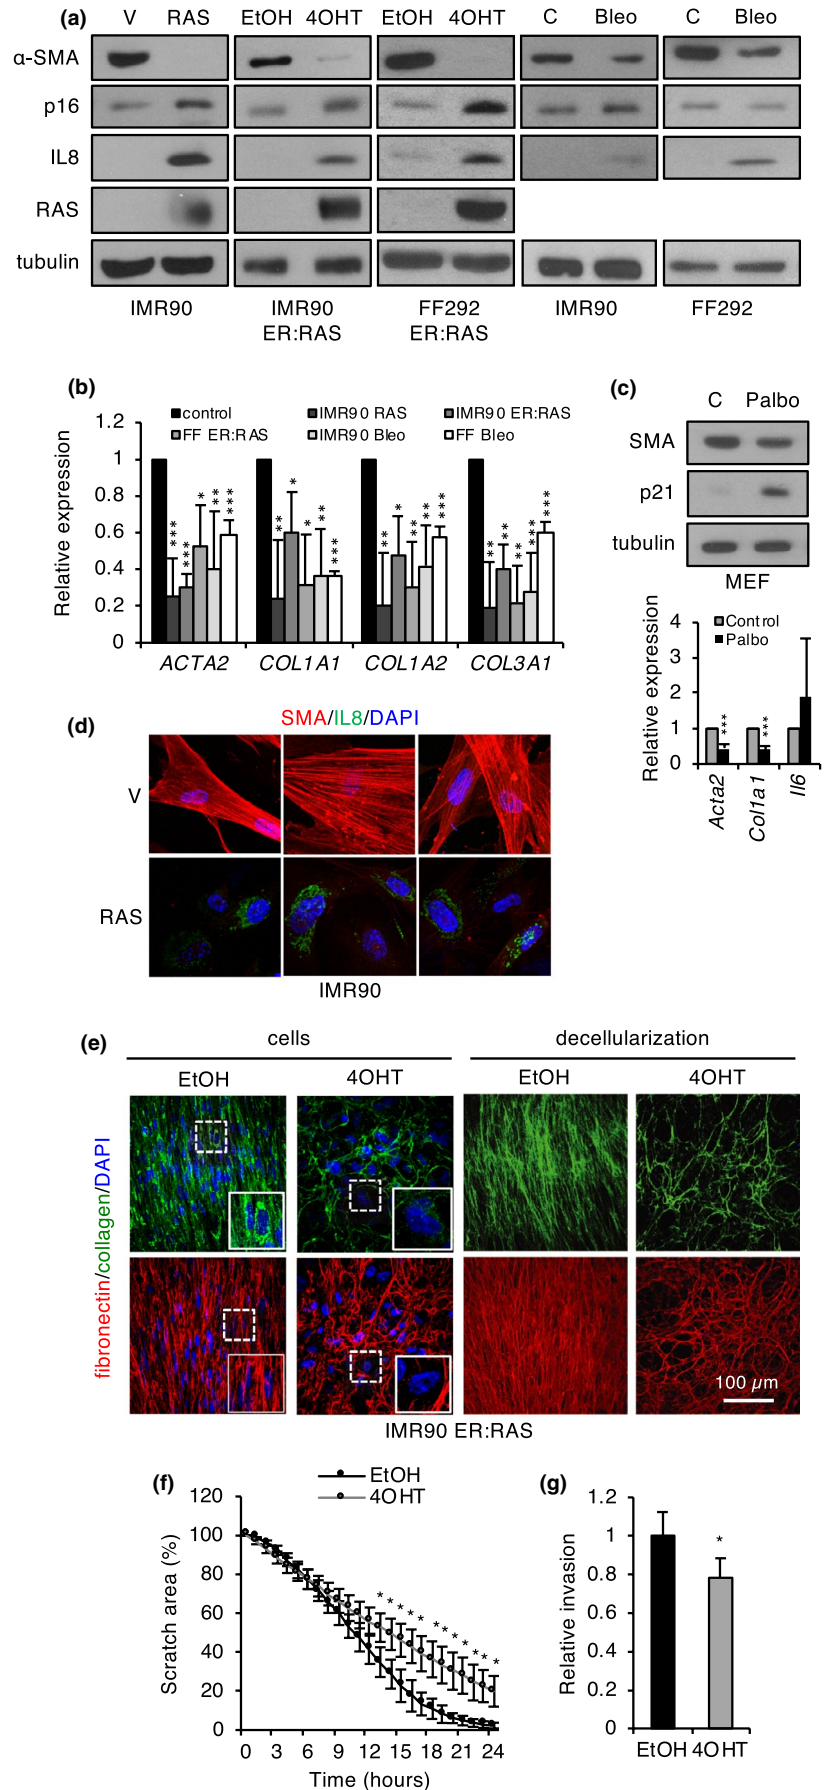 (a) V RAS EtOH 4OHT EtOH 4OHT C Bleo C Bleo
α-SMA
p16
IL8
RAS
tubulin
IMR90 IMR90 FF292 IMR90 FF292
ER:RAS ER:RAS
(b)
control IMR90 RAS IMR90 ER:RAS
FF ER:RAS IMR90 Bleo FF Bleo
Relative expression
1.2
1
0.8
0.6
0.4
0.2
0
*** *** * ** ***
** * * ** ***
** * ** ** ***
** ** ** *** ***
ACTA2 COL1A1 COL1A2 COL3A1
(c)
C Palbo
SMA
p21
tubulin
MEF
Control
Palbo
Relative expression
4
3
2
1
0
*** ***
Acta2 Col1a1 Il6
(d)
SMA/IL8/DAPI
V
RAS
IMR90
(e)
cells decellularization
EtOH 4OHT EtOH 4OHT
fibronectin/collagen/DAPI
100 µm
IMR90 ER:RAS
(f)
EtOH
4OHT
Scratch area (%)
120
100
80
60
40
20
0
* * * * * * * * * * *
0 3 6 9 12 15 18 21 24
Time (hours)
(g)
Relative invasion
1.2
1
0.8
0.6
0.4
0.2
0
*
EtOH 4OHT